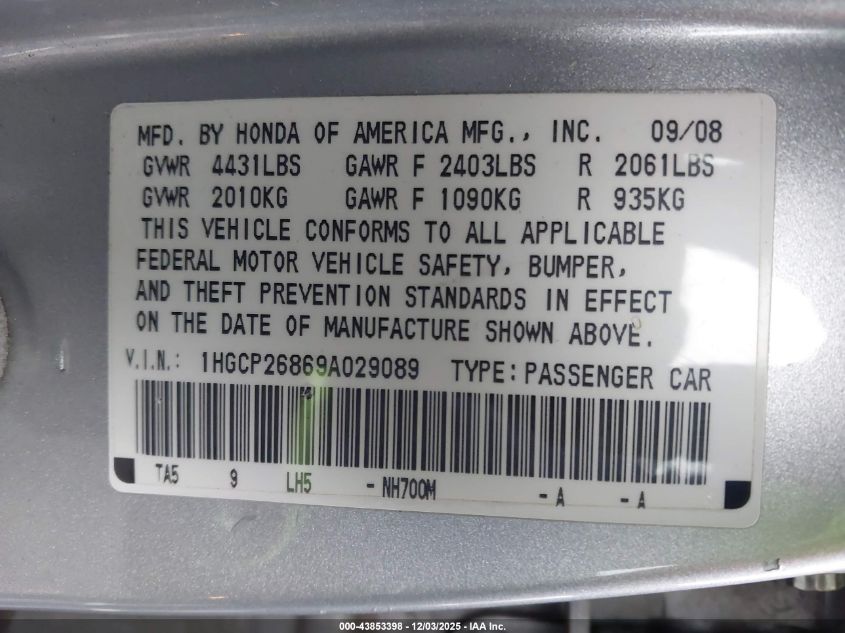 MFD. BY HONDA OF AMERICA MFG., INC. 09/08
GVWR 4431LBS GAWR F 2403LBS R 2061LBS
GVWR 2010KG GAWR F 1090KG R 935KG
THIS VEHICLE CONFORMS TO ALL APPLICABLE
FEDERAL MOTOR VEHICLE SAFETY, BUMPER,
AND THEFT PREVENTION STANDARDS IN EFFECT
ON THE DATE OF MANUFACTURE SHOWN ABOVE.
V.I.N.: 1HGCP26869A029089 TYPE: PASSENGER CAR
TA5 9 LH5 - NH700M - A - A
000-43853398 - 12/03/2025 - IAA Inc.